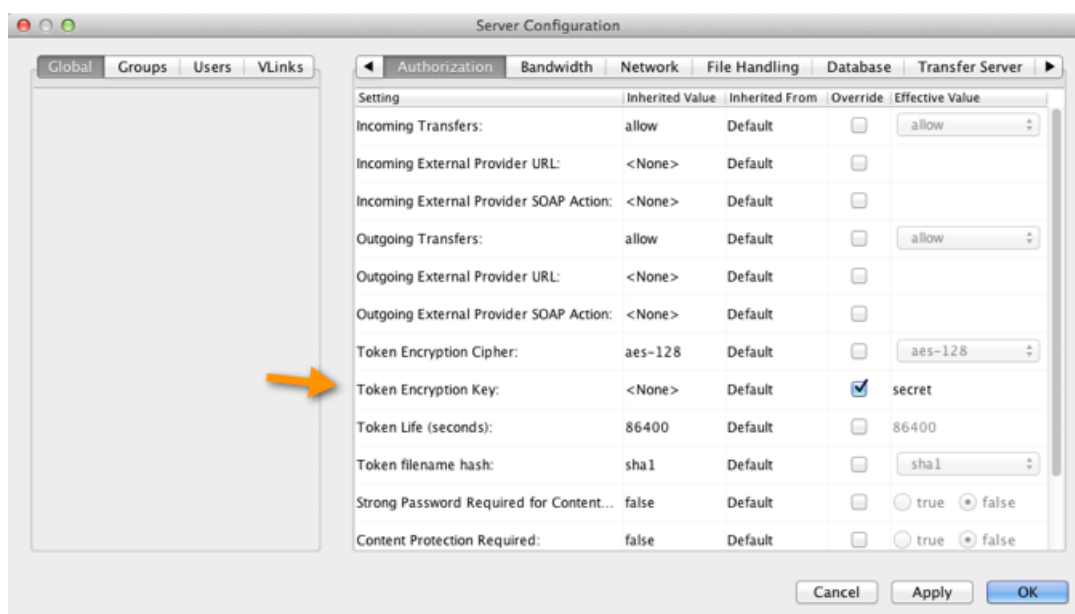 Server Configuration
Global Groups Users VLinks
Authorization Bandwidth Network File Handling Database Transfer Server
Setting Inherited Value Inherited From Override Effective Value
Incoming Transfers: allow Default allow
Incoming External Provider URL: <None> Default
Incoming External Provider SOAP Action: <None> Default
Outgoing Transfers: allow Default allow
Outgoing External Provider URL: <None> Default
Outgoing External Provider SOAP Action: <None> Default
Token Encryption Cipher: aes-128 Default aes-128
Token Encryption Key: <None> Default secret
Token Life (seconds): 86400 Default 86400
Token filename hash: sha1 Default sha1
Strong Password Required for Content... false Default true false
Content Protection Required: false Default true false
Cancel Apply OK